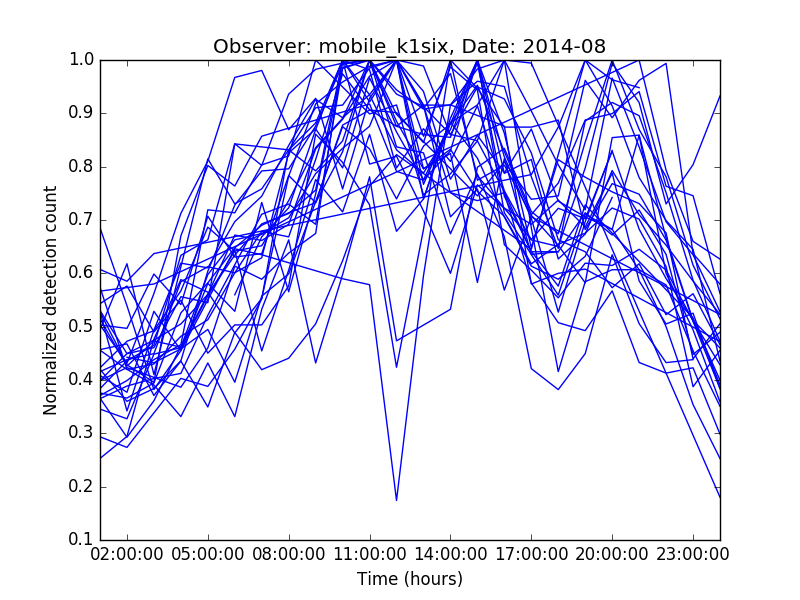 Observer: mobile_k1six, Date: 2014-08
Normalized detection count
1.0
0.9
0.8
0.7
0.6
0.5
0.4
0.3
0.2
0.1
02:00:00 05:00:00 08:00:00 11:00:00 14:00:00 17:00:00 20:00:00 23:00:00
Time (hours)